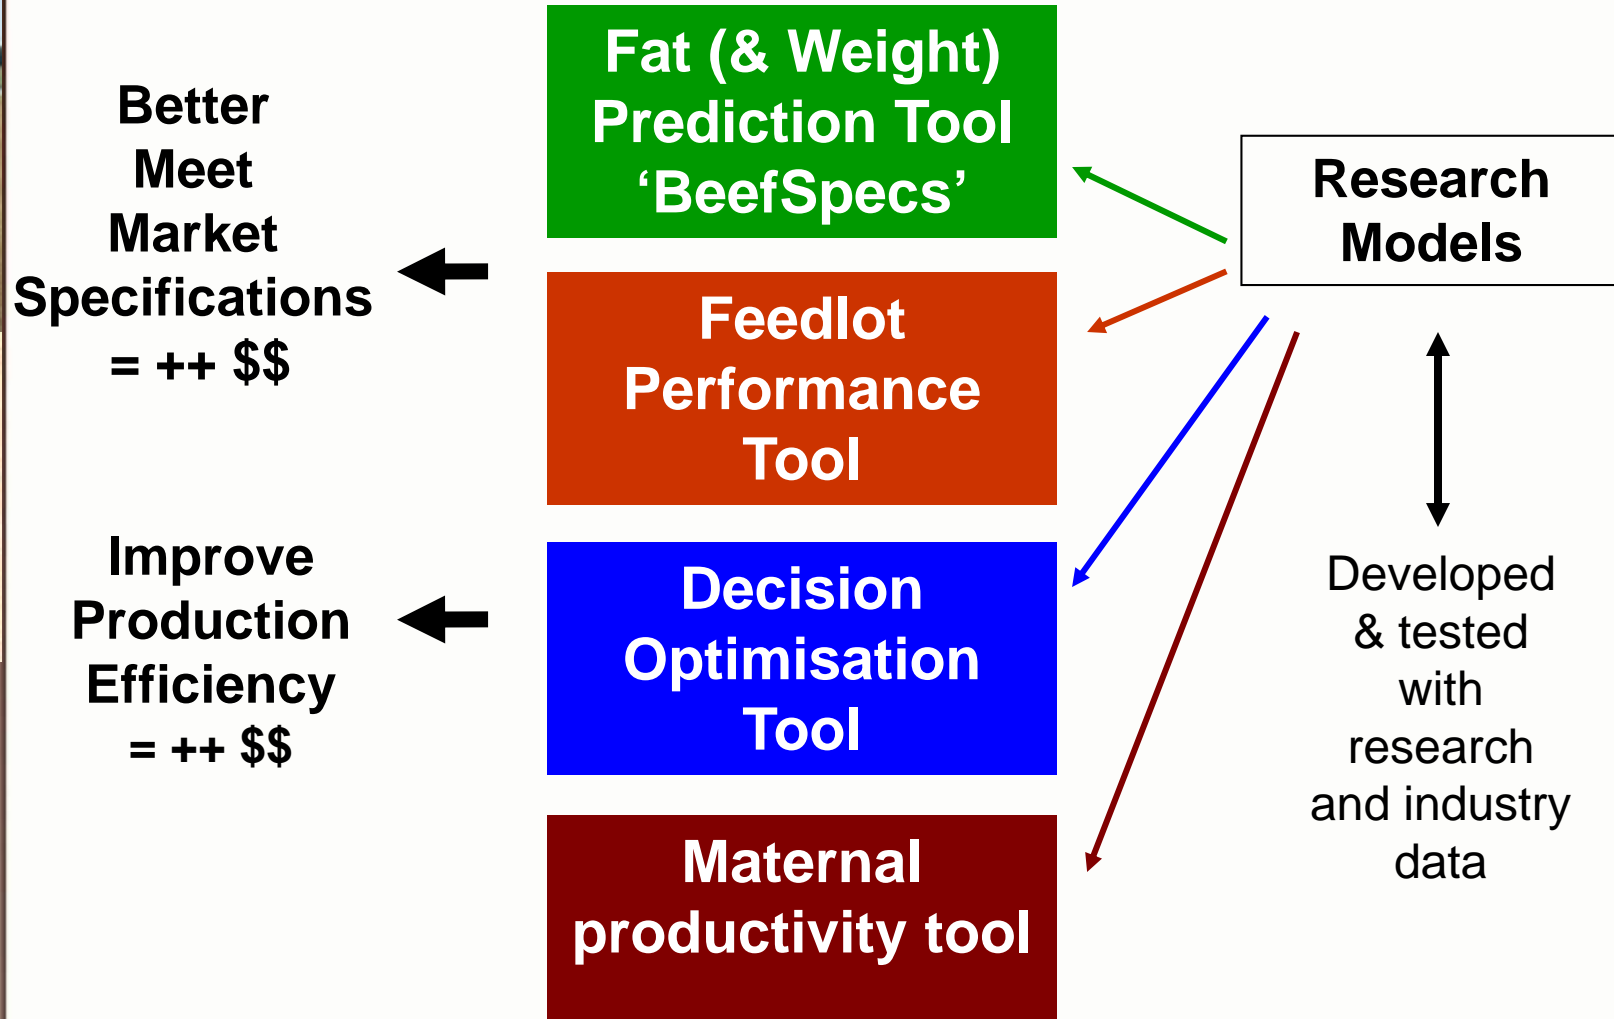 Better
Meet
Market
Specifications
= ++ $$
Improve
Production
Efficiency
= ++ $$
Fat (& Weight)
Prediction Tool
‘BeefSpecs’
Feedlot
Performance
Tool
Decision
Optimisation
Tool
Maternal
productivity tool
Research
Models
Developed
& tested
with
research
and industry
data